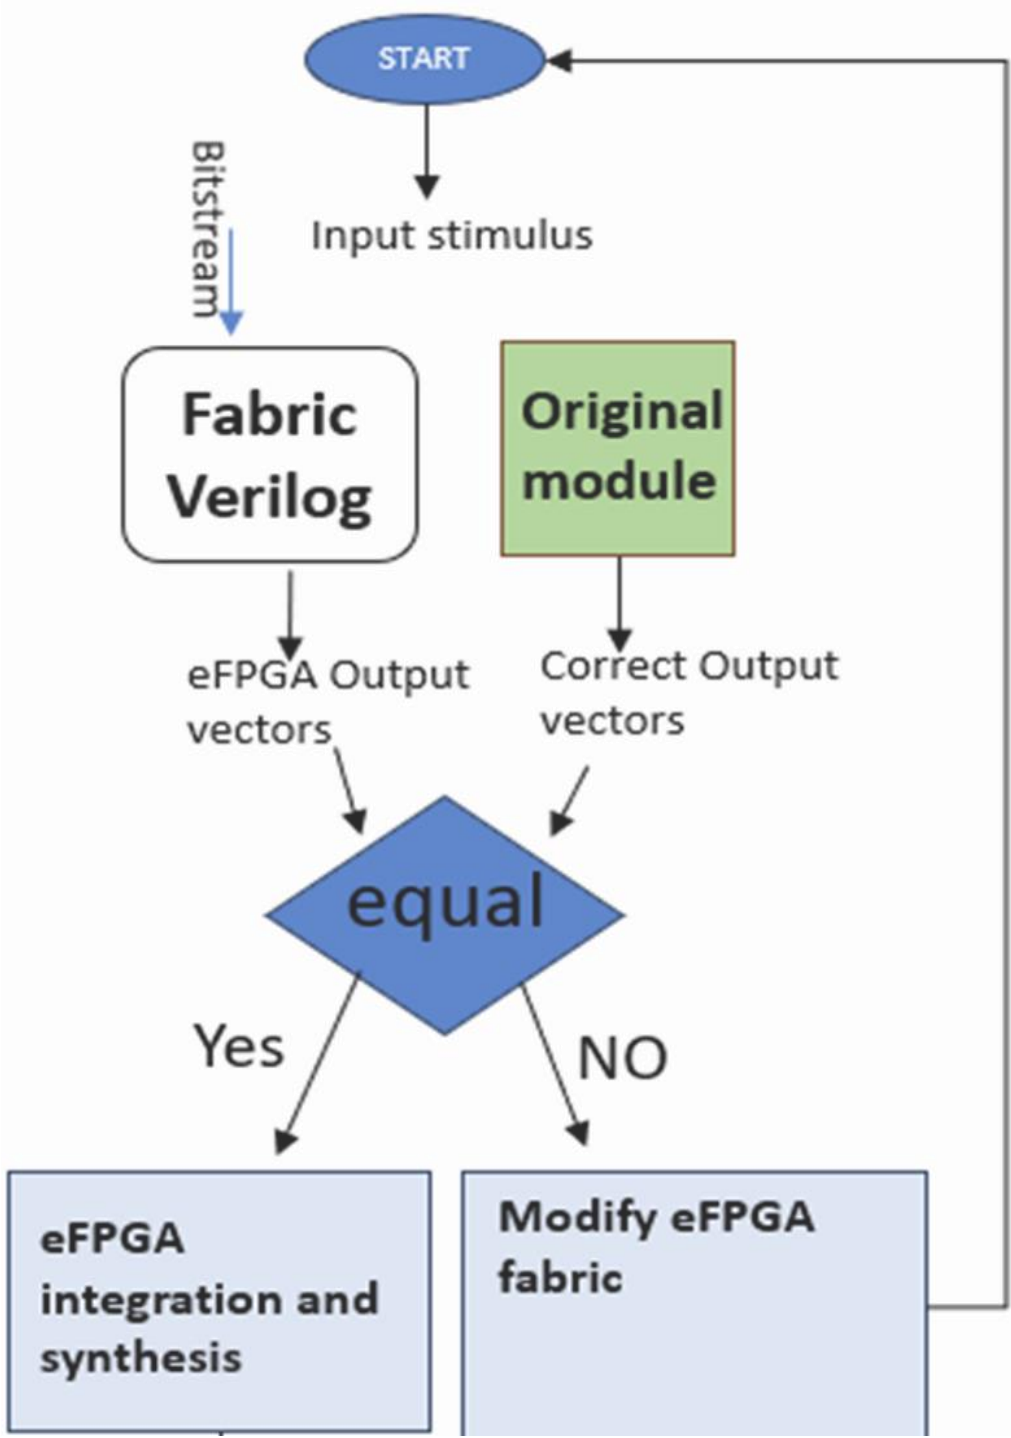 START
Bitstream
Input stimulus
Fabric
Verilog
Original
module
eFPGA Output
vectors
Correct Output
vectors
equal
Yes
NO
eFPGA
integration and
synthesis
Modify eFPGA
fabric